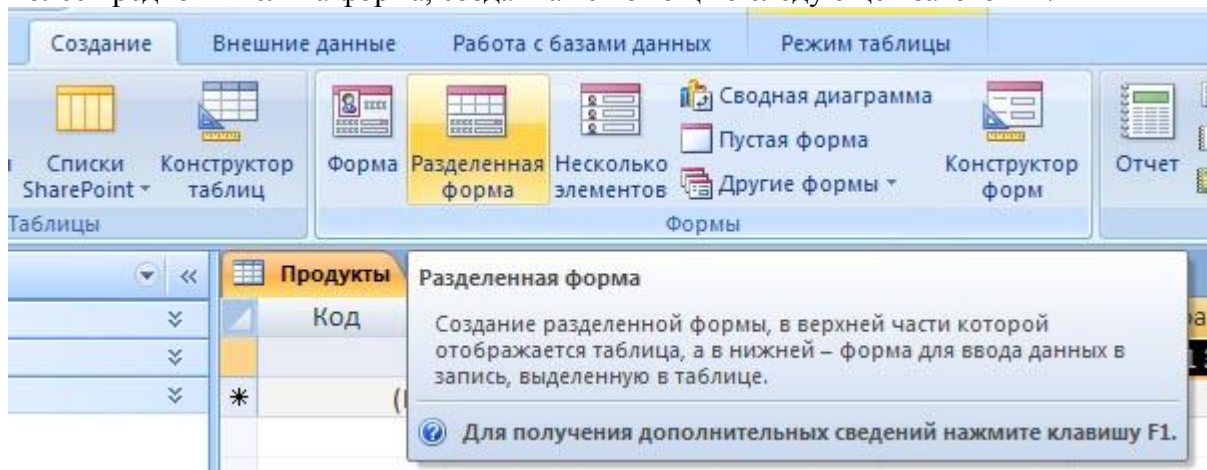 Создание Внешние данные Работа с базами данных Режим таблицы
Списки SharePoint
Конструктор таблиц
Форма
Разделенная форма
Несколько элементов
Сводная диаграмма
Пустая форма
Другие формы
Конструктор форм
Отчет
Таблицы
Формы
Продукты
Код
Разделенная форма
Создание разделенной формы, в верхней части которой
отображается таблица, а в нижней – форма для ввода данных в
запись, выделенную в таблице.
Для получения дополнительных сведений нажмите клавишу F1.